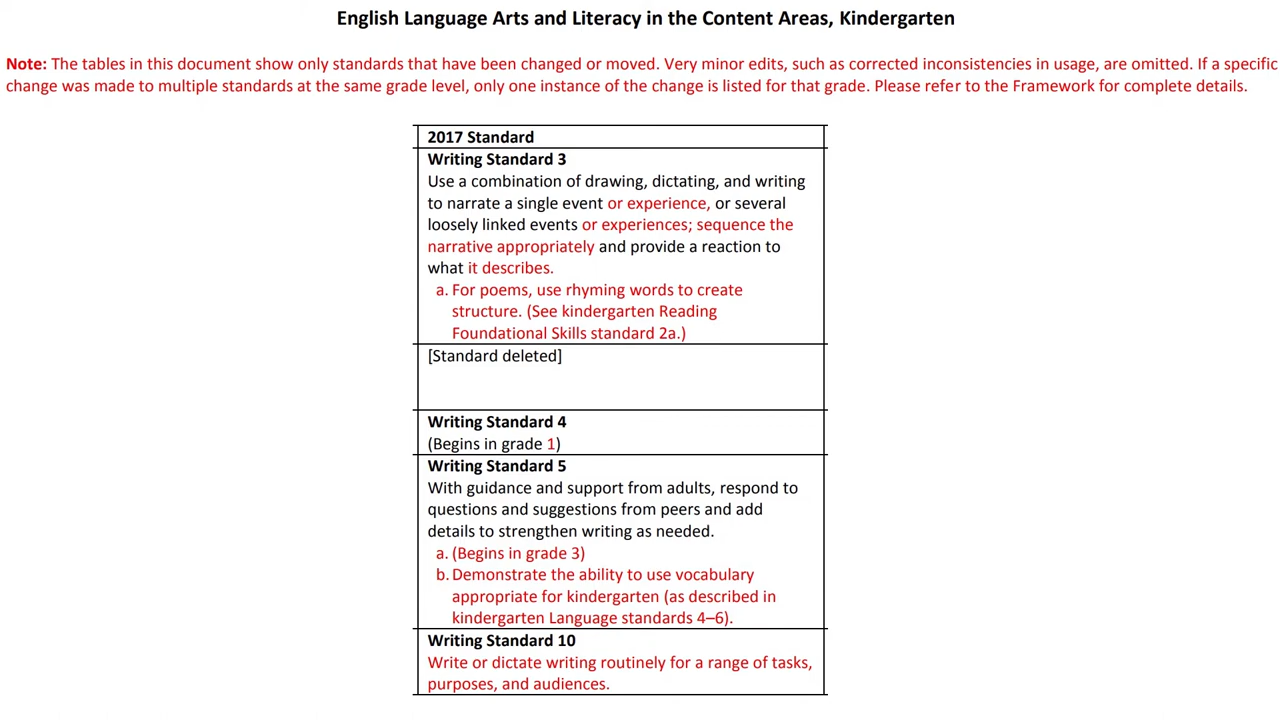 English Language Arts and Literacy in the Content Areas, Kindergarten
Note: The tables in this document show only standards that have been changed or moved. Very minor edits, such as corrected inconsistencies in usage, are omitted. If a specific
change was made to multiple standards at the same grade level, only one instance of the change is listed for that grade. Please refer to the Framework for complete details.
2017 Standard
Writing Standard 3
Use a combination of drawing, dictating, and writing
to narrate a single event or experience, or several
loosely linked events or experiences; sequence the
narrative appropriately and provide a reaction to
what it describes.
a. For poems, use rhyming words to create
structure. (See kindergarten Reading
Foundational Skills standard 2a.)
[Standard deleted]
Writing Standard 4
(Begins in grade 1)
Writing Standard 5
With guidance and support from adults, respond to
questions and suggestions from peers and add
details to strengthen writing as needed.
a. (Begins in grade 3)
b. Demonstrate the ability to use vocabulary
appropriate for kindergarten (as described in
kindergarten Language standards 4–6).
Writing Standard 10
Write or dictate writing routinely for a range of tasks,
purposes, and audiences.